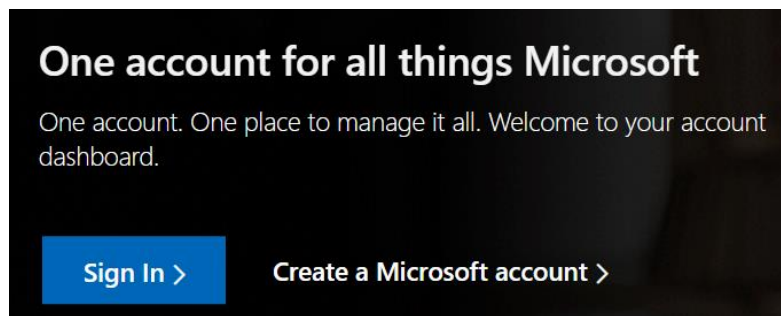 One account for all things Microsoft
One account. One place to manage it all. Welcome to your account
dashboard.
Sign In >
Create a Microsoft account >